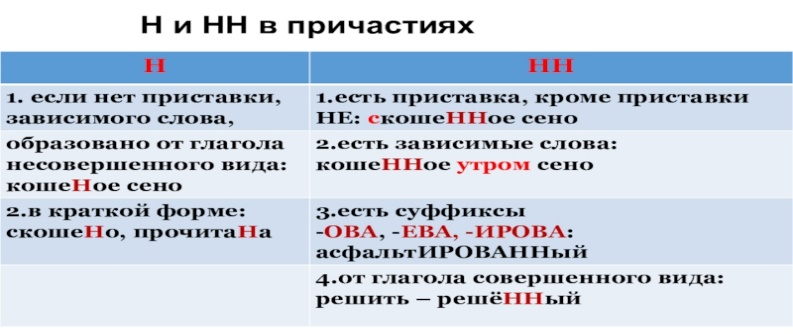 Н и НН в причастиях
Н
НН
1. если нет приставки,
зависимого слова,
1.есть приставка, кроме приставки
НЕ: скошеННое сено
образовано от глагола
несовершенного вида:
кошеНое сено
2.есть зависимые слова:
кошеННое утром сено
2.в краткой форме:
скошеНо, прочитаНа
3.есть суффиксы
-ОВА, -ЕВА, -ИРОВА:
асфальтИРОВАННый
4.от глагола совершенного вида:
решить – решёННый